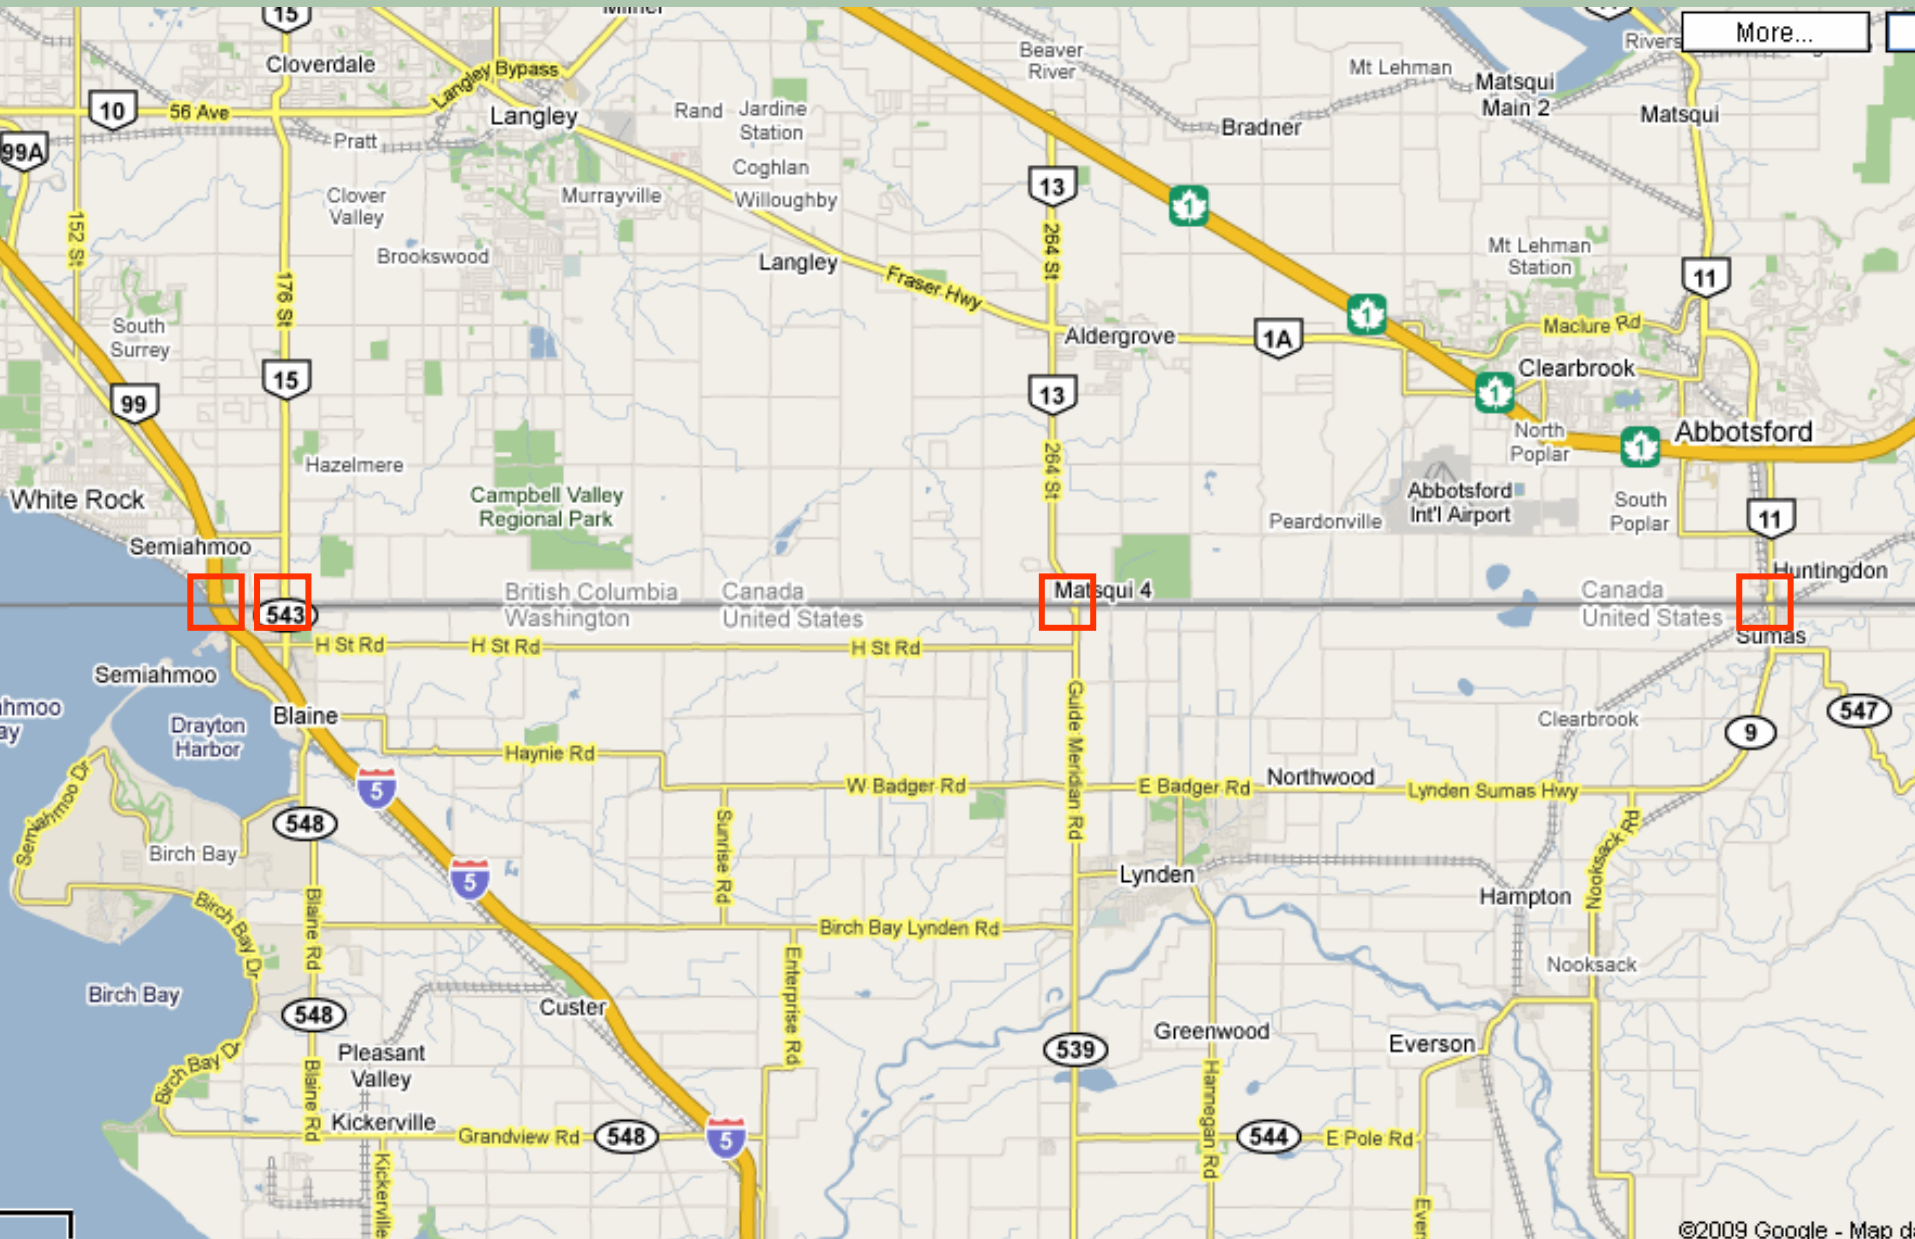 15
Milner
More...
Cloverdale
Langley Bypass
Beaver
River
Mt Lehman
Matsqui
Main 2
10
56 Ave
Langley
Rand
Jardine
Station
Bradner
Matsqui
99A
Pratt
Coghlan
Clover
Valley
Murrayville
Willoughby
13
1
152 St
176 St
Brookswood
Langley
Fraser Hwy
264 St
Mt Lehman
Station
11
South
Surrey
Aldergrove
1A
1
Maclure Rd
15
99
13
1
Clearbrook
Hazelmere
264 St
North
Poplar
1
Abbotsford
White Rock
Campbell Valley
Regional Park
Peardonville
Abbotsford
Int'l Airport
South
Poplar
11
Semiahmoo
Huntingdon
British Columbia
Washington
Canada
United States
Matsqui 4
Canada
United States
543
Sumas
H St Rd
H St Rd
H St Rd
Semiahmoo
Blaine
Drayton
Harbor
Guide Meridian Rd
Clearbrook
9
547
Haynie Rd
5
W Badger Rd
E Badger Rd
Northwood
Lynden Sumas Hwy
Semiahmoo Dr
548
Sunrise Rd
Nooksack Rd
Birch Bay
5
Lynden
Hampton
Birch Bay Dr
Blaine Rd
Birch Bay Lynden Rd
Enterprise Rd
Nooksack
Birch Bay
Custer
548
Greenwood
Everson
539
Pleasant
Valley
Birch Bay Dr
Blaine Rd
Hannegan Rd
Kickerville
Grandview Rd
548
5
544
E Pole Rd
Kickerville
©2009 Google - Map